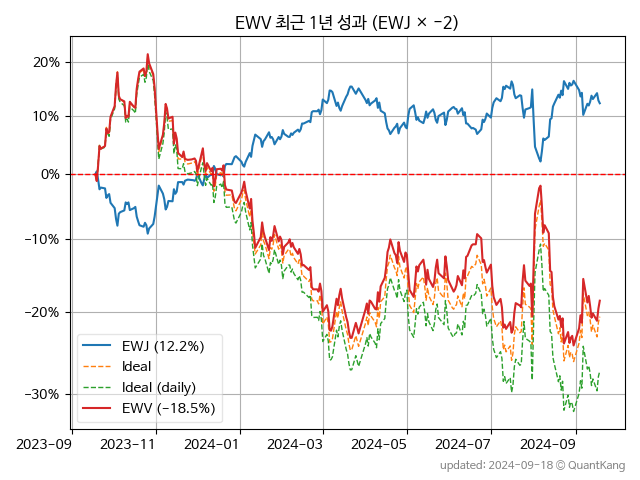 EWV 최근 1년 성과 (EWJ × −2)
20%
10%
0%
−10%
−20%
−30%
EWJ (12.2%)
Ideal
Ideal (daily)
EWV (−18.5%)
2023-09 2023-11 2024-01 2024-03 2024-05 2024-07 2024-09
updated: 2024-09-18 © QuantKang